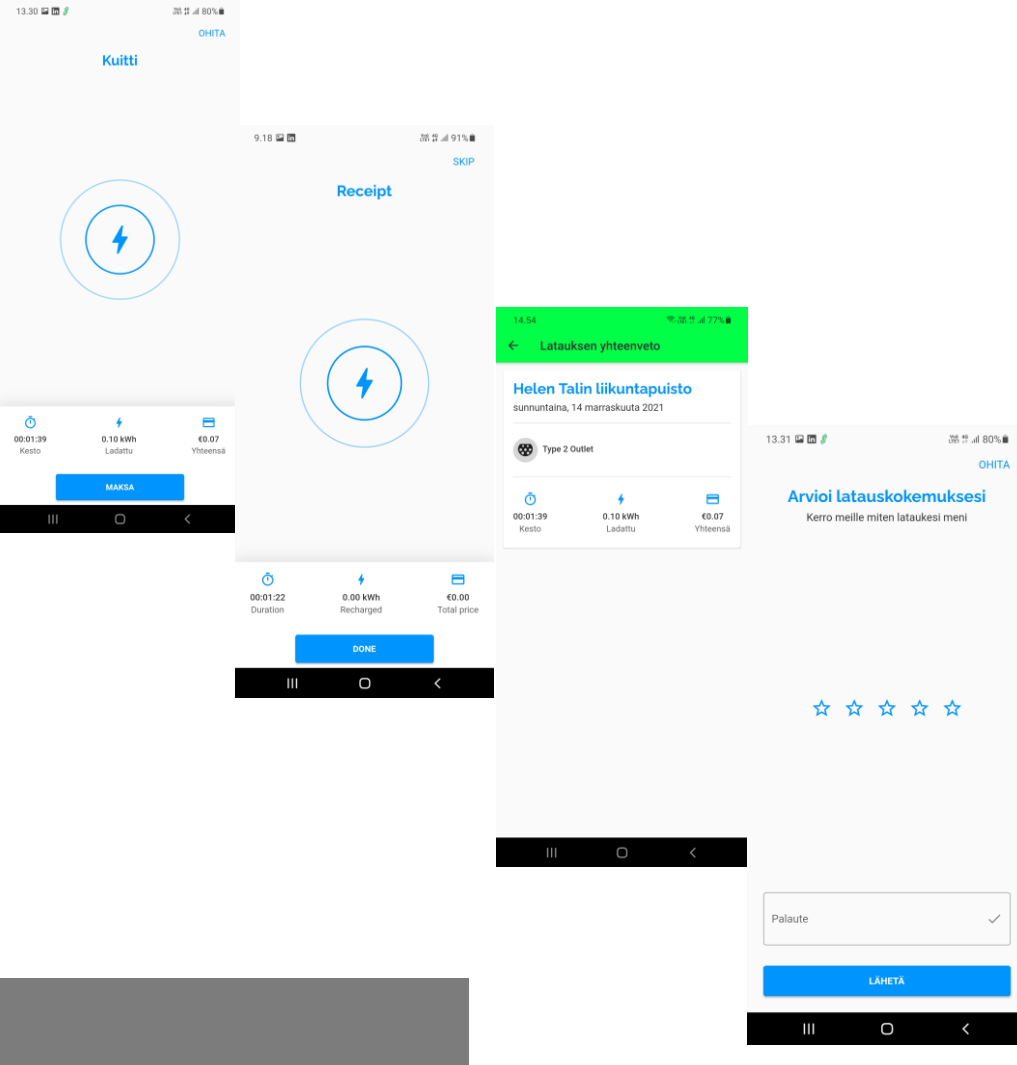 13.30
80%
OHITA
Kuitti
00:01:39
0.10 kWh
€0.07
Kesto
Ladattu
Yhteensä
MAKSA
9.18
91%
SKIP
Receipt
00:01:22
0.00 kWh
€0.00
Duration
Recharged
Total price
DONE
14.54
77%
Latauksen yhteenveto
Helen Talin liikuntapuisto
sunnuntaina, 14 marraskuuta 2021
Type 2 Outlet
00:01:39
0.10 kWh
€0.07
Kesto
Ladattu
Yhteensä
13.31
80%
OHITA
Arvioi latauskokemuksesi
Kerro meille miten lataukesi meni
Palaute
LÄHETÄ